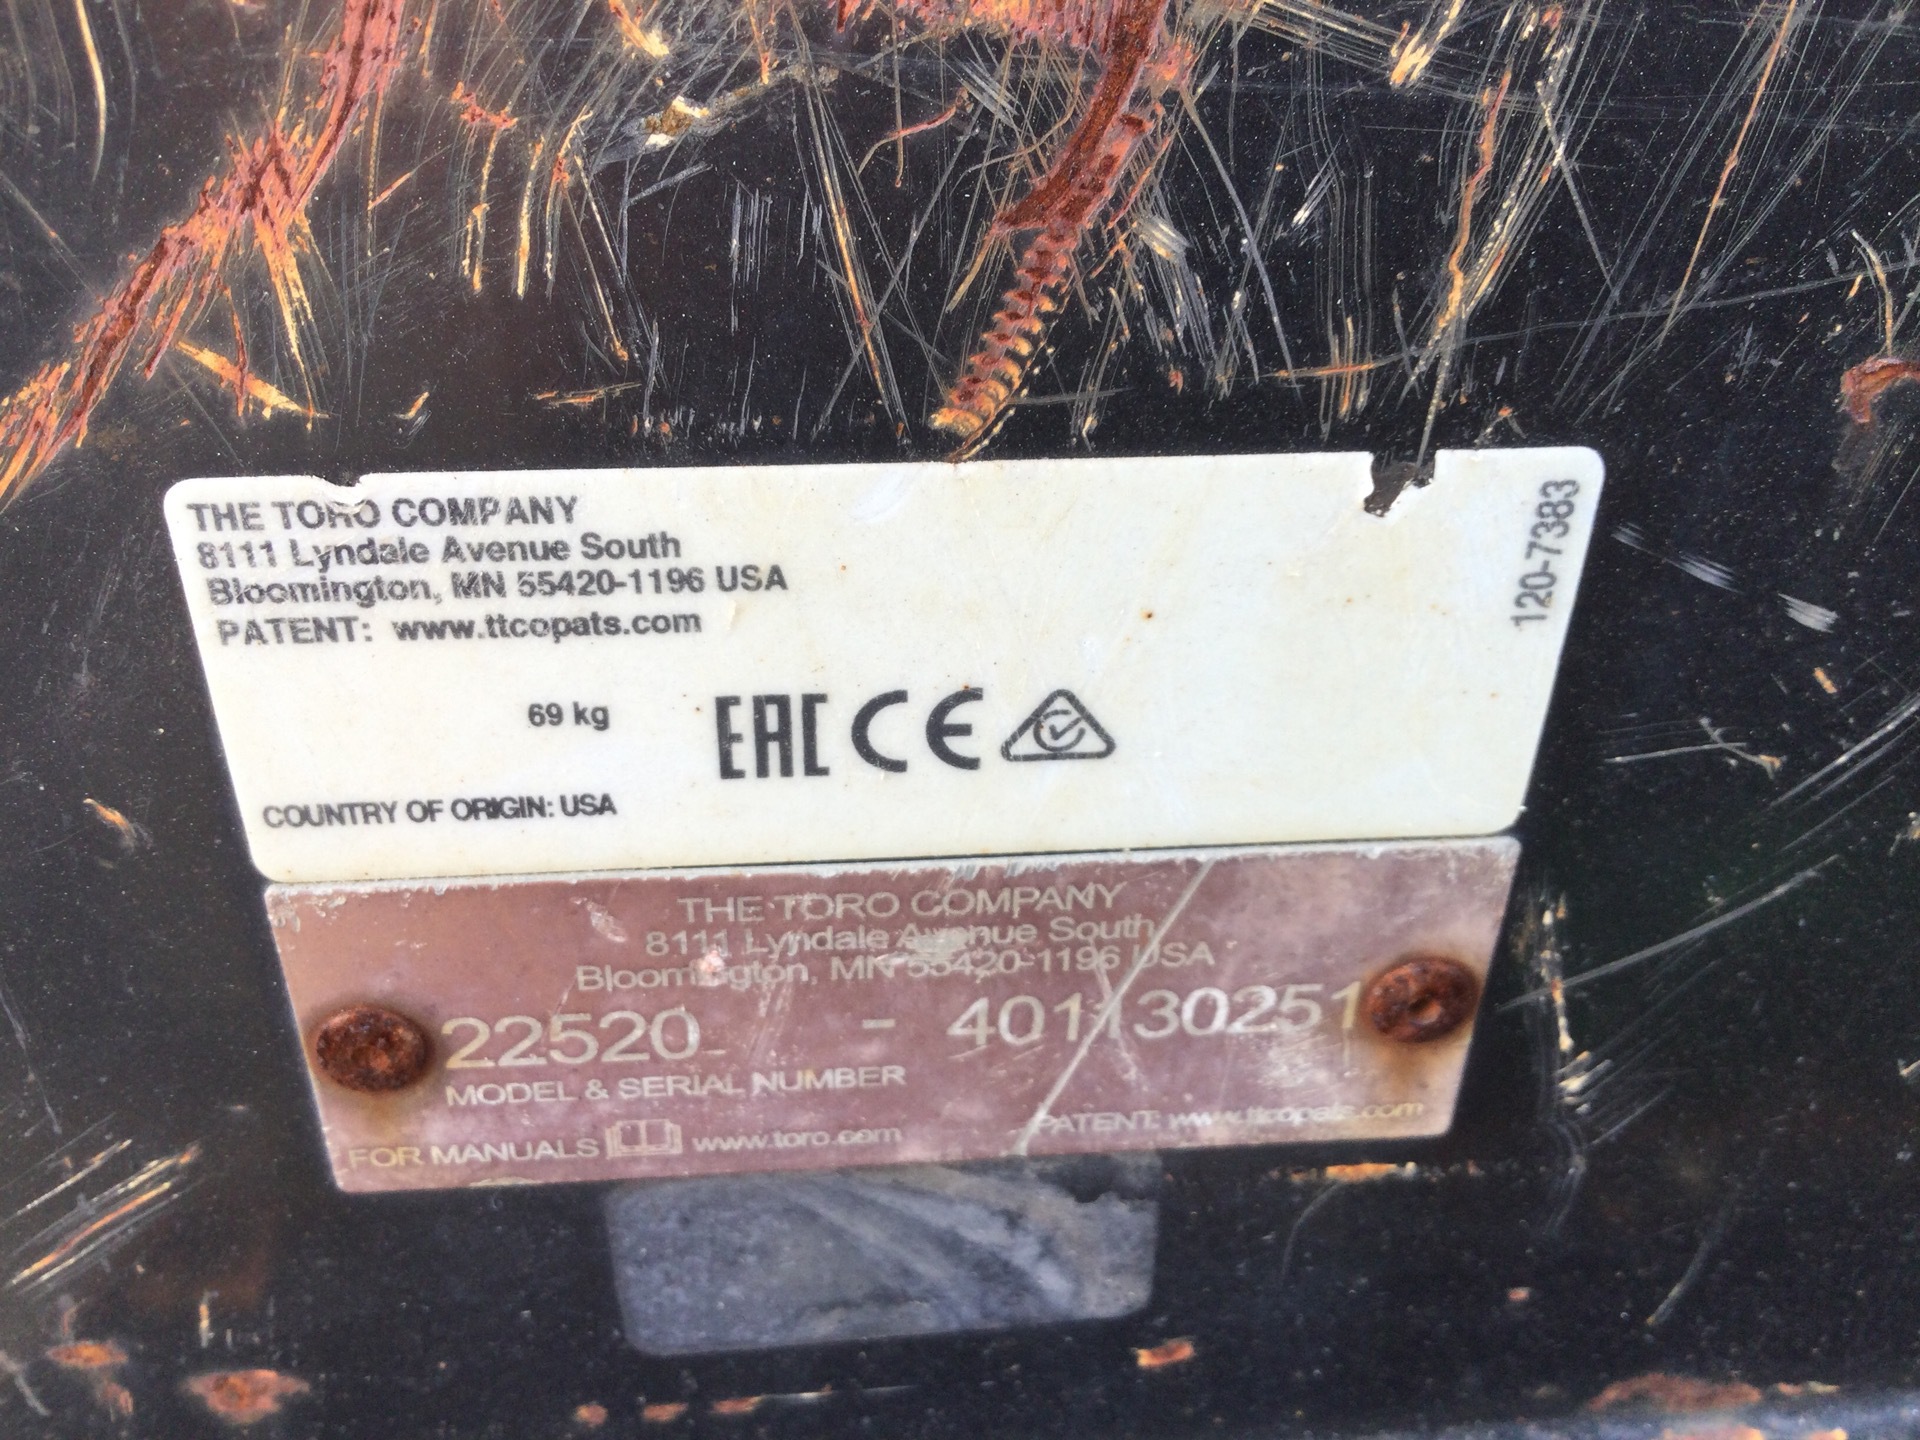 THE TORO COMPANY
8111 Lyndale Avenue South
Bloomington, MN 55420-1196 USA
PATENT: www.ttcopats.com
69 kg
EAC CE
COUNTRY OF ORIGIN: USA
120-7383
THE TORO COMPANY
8111 Lyndale Avenue South
Bloomington, MN 55420-1196 USA
22520 - 401130251
MODEL & SERIAL NUMBER
FOR MANUALS www.toro.com
PATENT: www.ttcopats.com